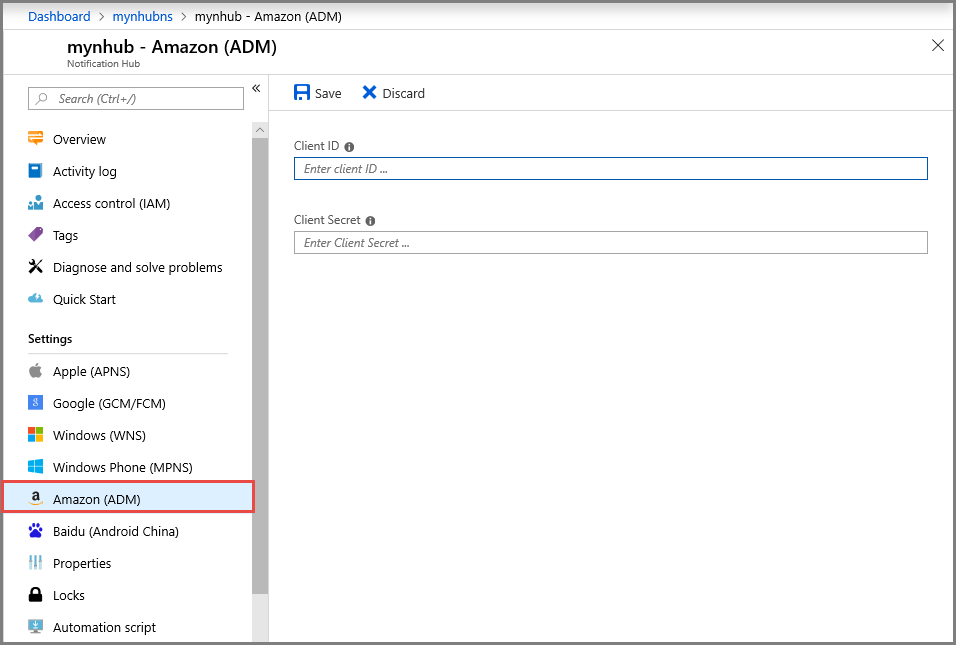 Dashboard > mynhubns > mynhub - Amazon (ADM)
mynhub - Amazon (ADM)
Notification Hub
Search (Ctrl+/)
«
Overview
Activity log
Access control (IAM)
Tags
Diagnose and solve problems
Quick Start
Settings
Apple (APNS)
Google (GCM/FCM)
Windows (WNS)
Windows Phone (MPNS)
Amazon (ADM)
Baidu (Android China)
Properties
Locks
Automation script
Save Discard
Client ID
Enter client ID ...
Client Secret
Enter Client Secret ...